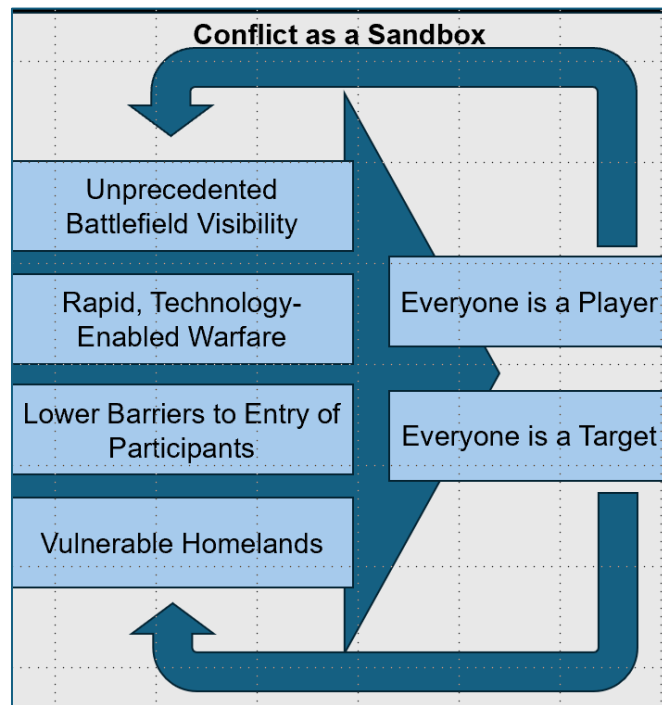 Conflict as a Sandbox
Unprecedented
Battlefield Visibility
Rapid, Technology-
Enabled Warfare
Lower Barriers to Entry of
Participants
Vulnerable Homelands
Everyone is a Player
Everyone is a Target